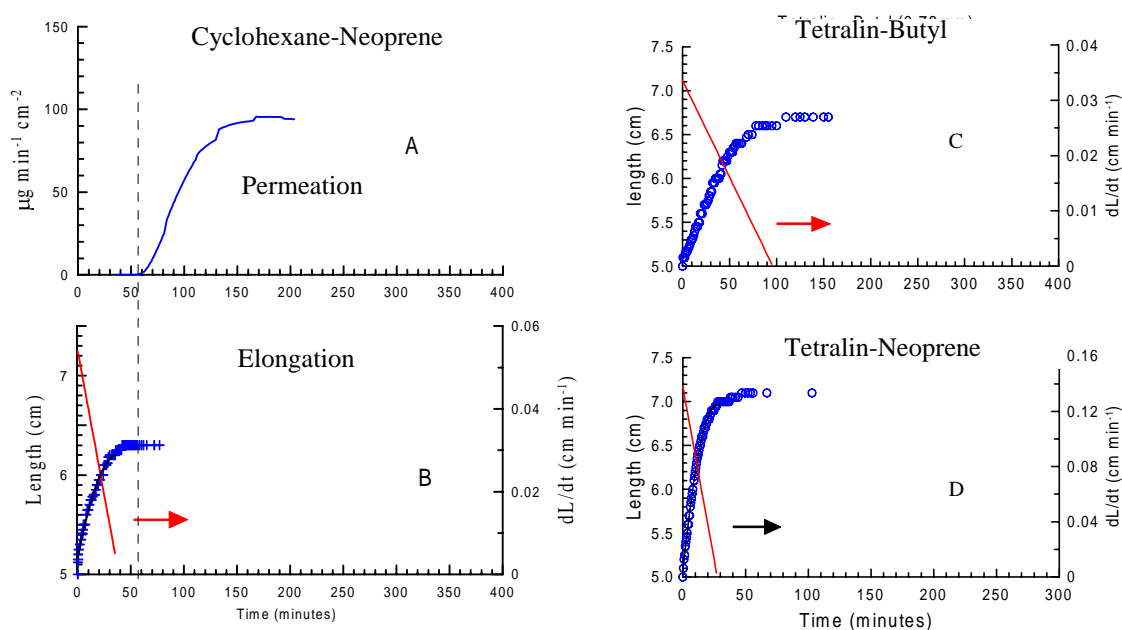 Cyclohexane-Neoprene
150
100
50
0
µg min-1 cm-2
A
Permeation
0 50 100 150 200 250 300 350 400
Elongation
7
6
5
Length (cm)
0.06
0.04
0.02
0
dL/dt (cm min-1)
B
0 50 100 150 200 250 300 350 400
Time (minutes)
Tetralin-Butyl
7.5
7.0
6.5
6.0
5.5
5.0
length (cm)
0.04
0.03
0.02
0.01
0
dL/dt (cm min-1)
C
0 50 100 150 200 250 300 350 400
Tetralin-Neoprene
7.5
7.0
6.5
6.0
5.5
5.0
Length (cm)
0.16
0.12
0.08
0.04
0
dL/dt (cm min-1)
D
0 50 100 150 200 250 300
Time (minutes)